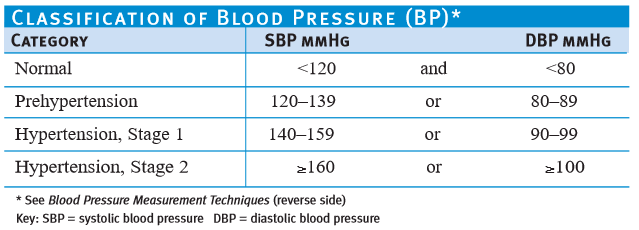 Classification of Blood Pressure (BP)*
Category SBP mmHg DBP mmHg
Normal <120 and <80
Prehypertension 120–139 or 80–89
Hypertension, Stage 1 140–159 or 90–99
Hypertension, Stage 2 ≥160 or ≥100
* See Blood Pressure Measurement Techniques (reverse side)
Key: SBP = systolic blood pressure DBP = diastolic blood pressure